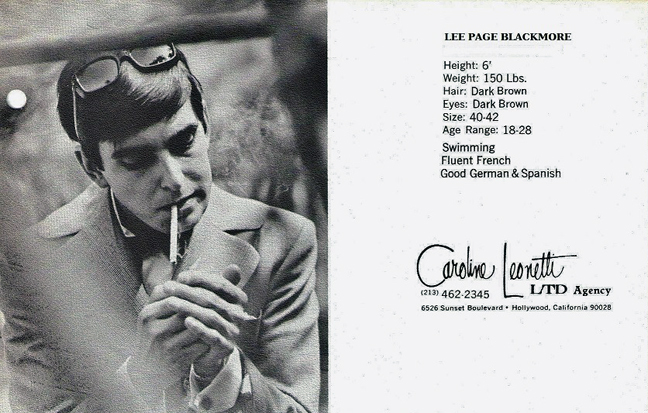 LEE PAGE BLACKMORE
Height: 6'
Weight: 150 Lbs.
Hair: Dark Brown
Eyes: Dark Brown
Size: 40-42
Age Range: 18-28
Swimming
Fluent French
Good German & Spanish
Caroline Leonetti
LTD Agency
(213) 462-2345
6526 Sunset Boulevard • Hollywood, California 90028